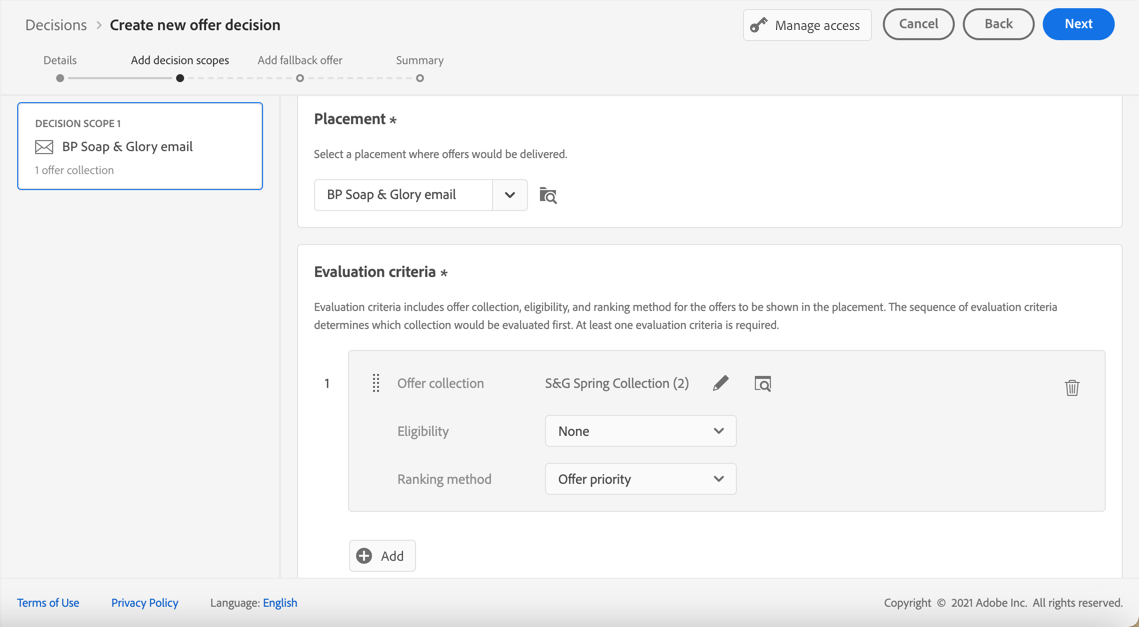 Decisions > Create new offer decision
Manage access
Cancel
Back
Next
Details
Add decision scopes
Add fallback offer
Summary
DECISION SCOPE 1
BP Soap & Glory email
1 offer collection
Placement *
Select a placement where offers would be delivered.
BP Soap & Glory email
Evaluation criteria *
Evaluation criteria includes offer collection, eligibility, and ranking method for the offers to be shown in the placement. The sequence of evaluation criteria
determines which collection would be evaluated first. At least one evaluation criteria is required.
1
Offer collection
S&G Spring Collection (2)
Eligibility
None
Ranking method
Offer priority
Add
Terms of Use
Privacy Policy
Language: English
Copyright © 2021 Adobe Inc. All rights reserved.